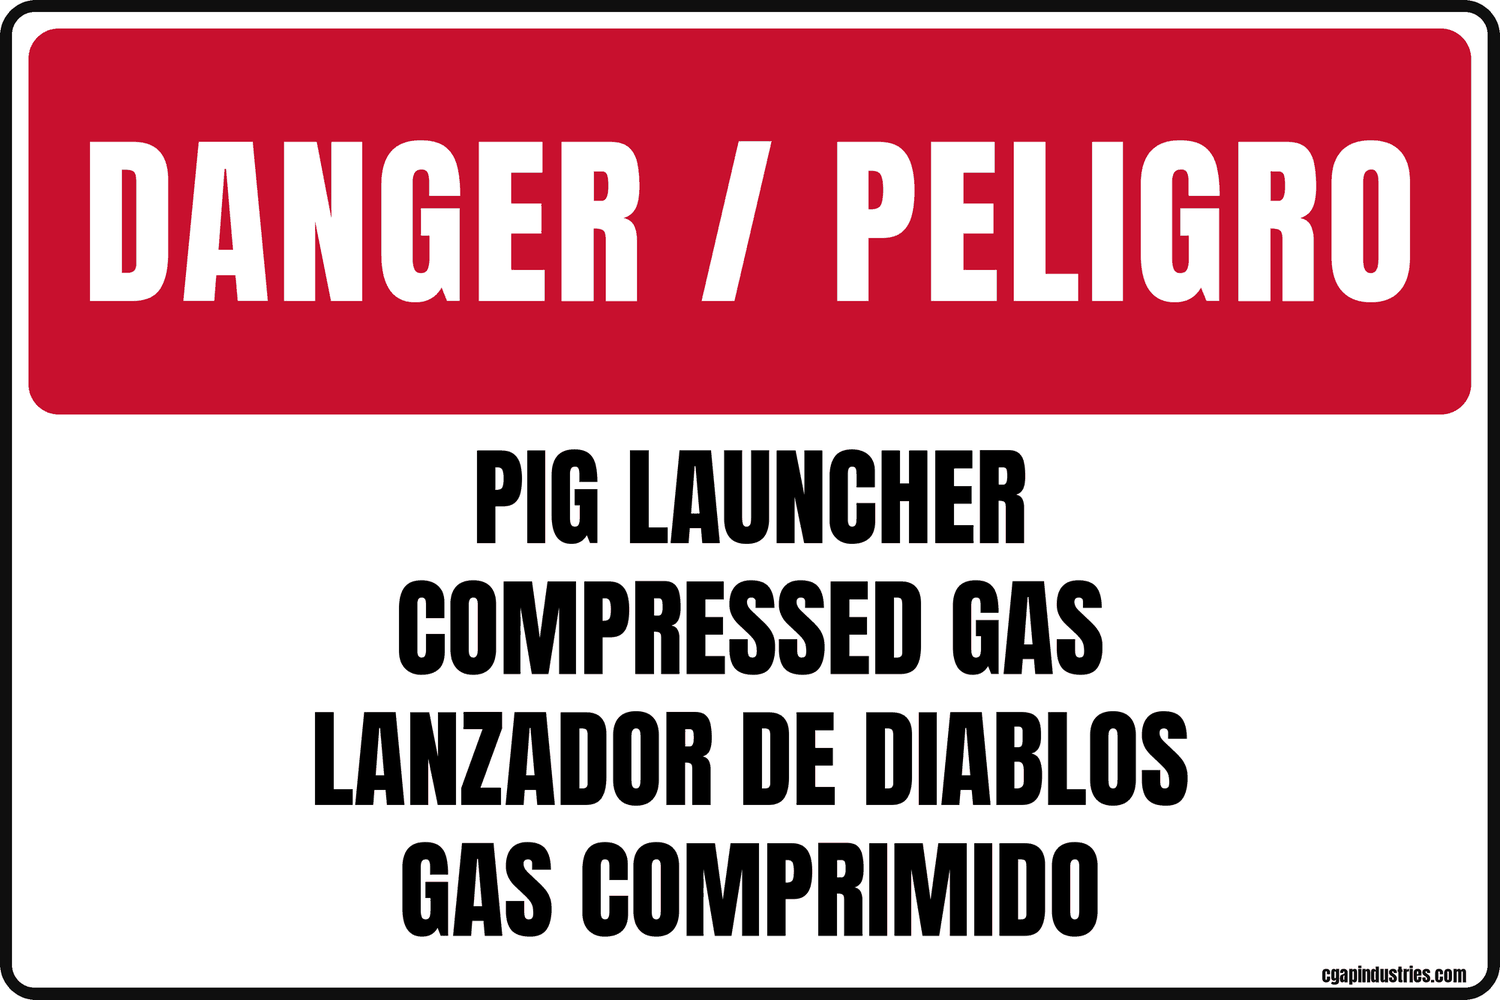 DANGER / PELIGRO
PIG LAUNCHER
COMPRESSED GAS
LANZADOR DE DIABLOS
GAS COMPRIMIDO
cgapindustries.com